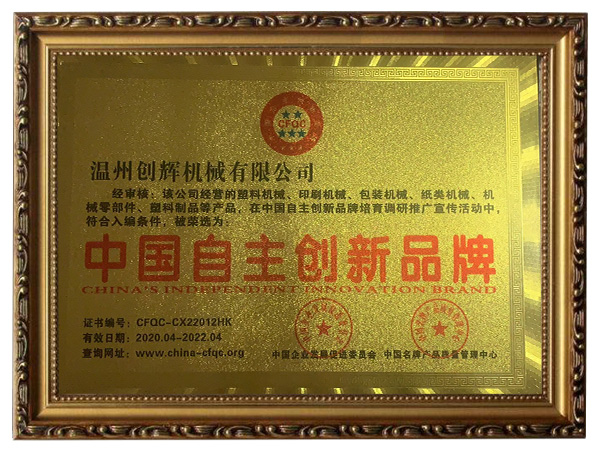 CFQC
温州创辉机械有限公司
经审核：该公司经营的塑料机械、印刷机械、包装机械、纸类机械、机
械零部件、塑料制品等产品，在中国自主创新品牌培育调研推广宣传活动中，
符合入编条件，被荣选为：
中国自主创新品牌
CHINA'S INDEPENDENT INNOVATION BRAND
证书编号：CFQC-CX22012HK
有效日期：2020.04-2022.04
查询网址：www.china-cfqc.org
中国企业发展促进委员会 中国名牌产品质量管理中心